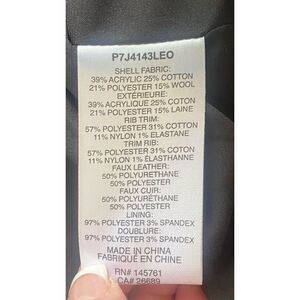 P7J4143LEO
SHELL FABRIC:
39% ACRYLIC 25% COTTON
21% POLYESTER 15% WOOL
EXTÉRIEURE:
39% ACRYLIQUE 25% COTON
21% POLYESTER 15% LAINE
RIB TRIM:
57% POLYESTER 31% COTTON
11% NYLON 1% ELASTANE
TRIM RIB:
57% POLYESTER 31% COTON
11% NYLON 1% ÉLASTHANNE
FAUX LEATHER:
50% POLYURETHANE
50% POLYESTER
FAUX CUIR:
50% POLYURÉTHANE
50% POLYESTER
LINING:
97% POLYESTER 3% SPANDEX
DOUBLURE:
97% POLYESTER 3% SPANDEX
MADE IN CHINA
FABRIQUÉ EN CHINE
RN# 145761
CA# 26689